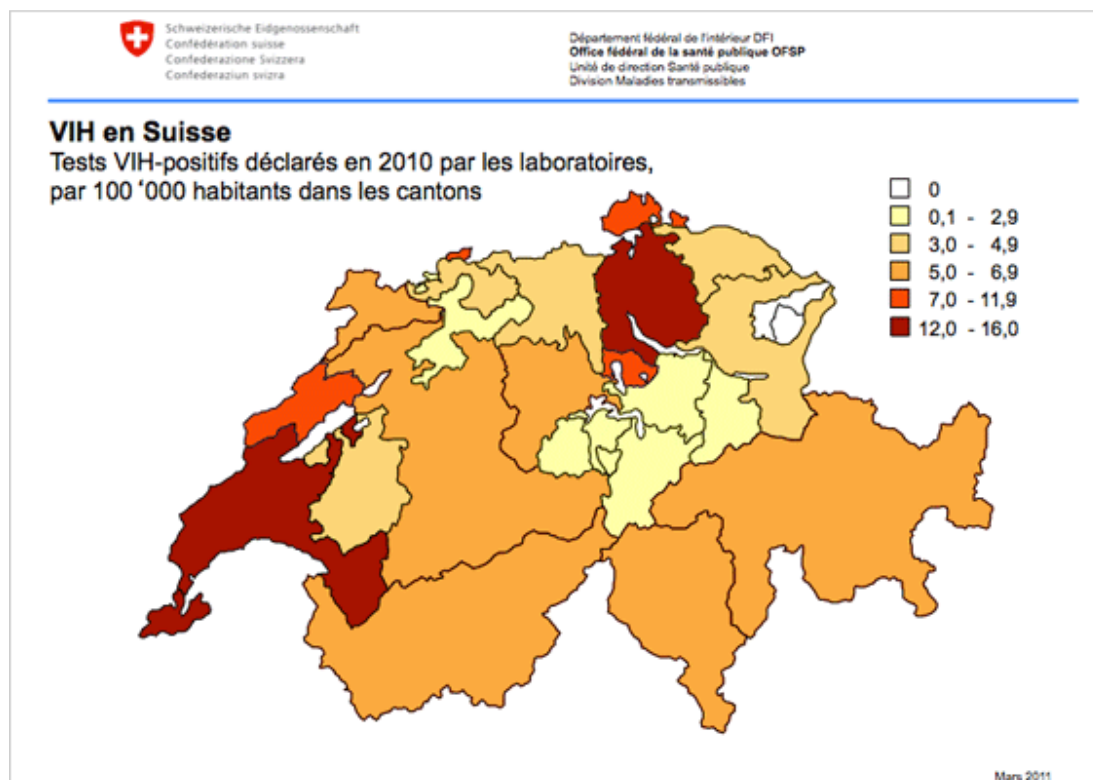 Schweizerische Eidgenossenschaft
Confédération suisse
Confederazione Svizzera
Confederaziun svizra
Département fédéral de l'intérieur DFI
Office fédéral de la santé publique OFSP
Unité de direction Santé publique
Division Maladies transmissibles
VIH en Suisse
Tests VIH-positifs déclarés en 2010 par les laboratoires,
par 100 ‘000 habitants dans les cantons
0
0,1 - 2,9
3,0 - 4,9
5,0 - 6,9
7,0 - 11,9
12,0 - 16,0
Mars 2011